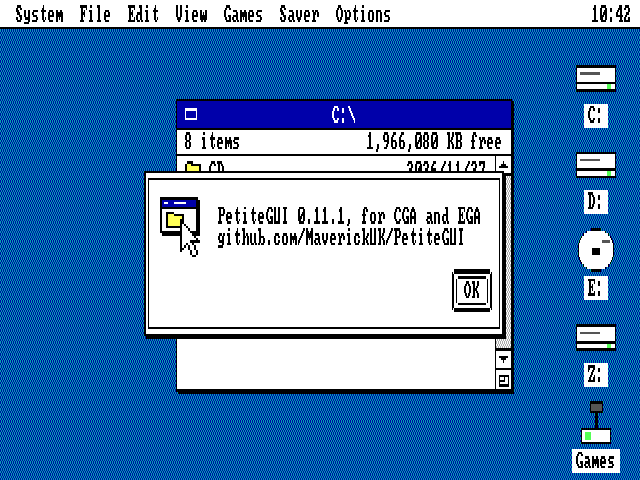 System File Edit View Games Saver Options 10:42
C:\
8 items 1,966,080 KB free
PetiteGUI 0.11.1, for CGA and EGA
github.com/MaverickUK/PetiteGUI
OK
C:
D:
E:
Z:
Games